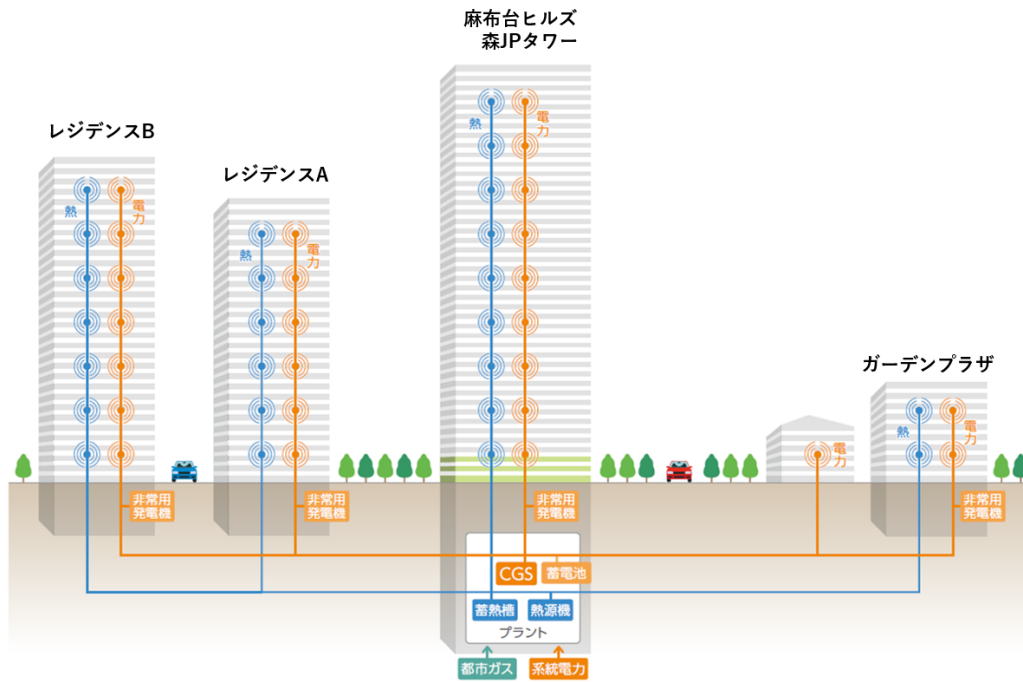 麻布台ヒルズ
森JPタワー
レジデンスB
レジデンスA
ガーデンプラザ
熱
電力
熱
電力
熱
電力
電力
熱
電力
非常用
発電機
非常用
発電機
非常用
発電機
非常用
発電機
CGS
蓄電池
蓄熱槽
熱源機
プラント
都市ガス
系統電力